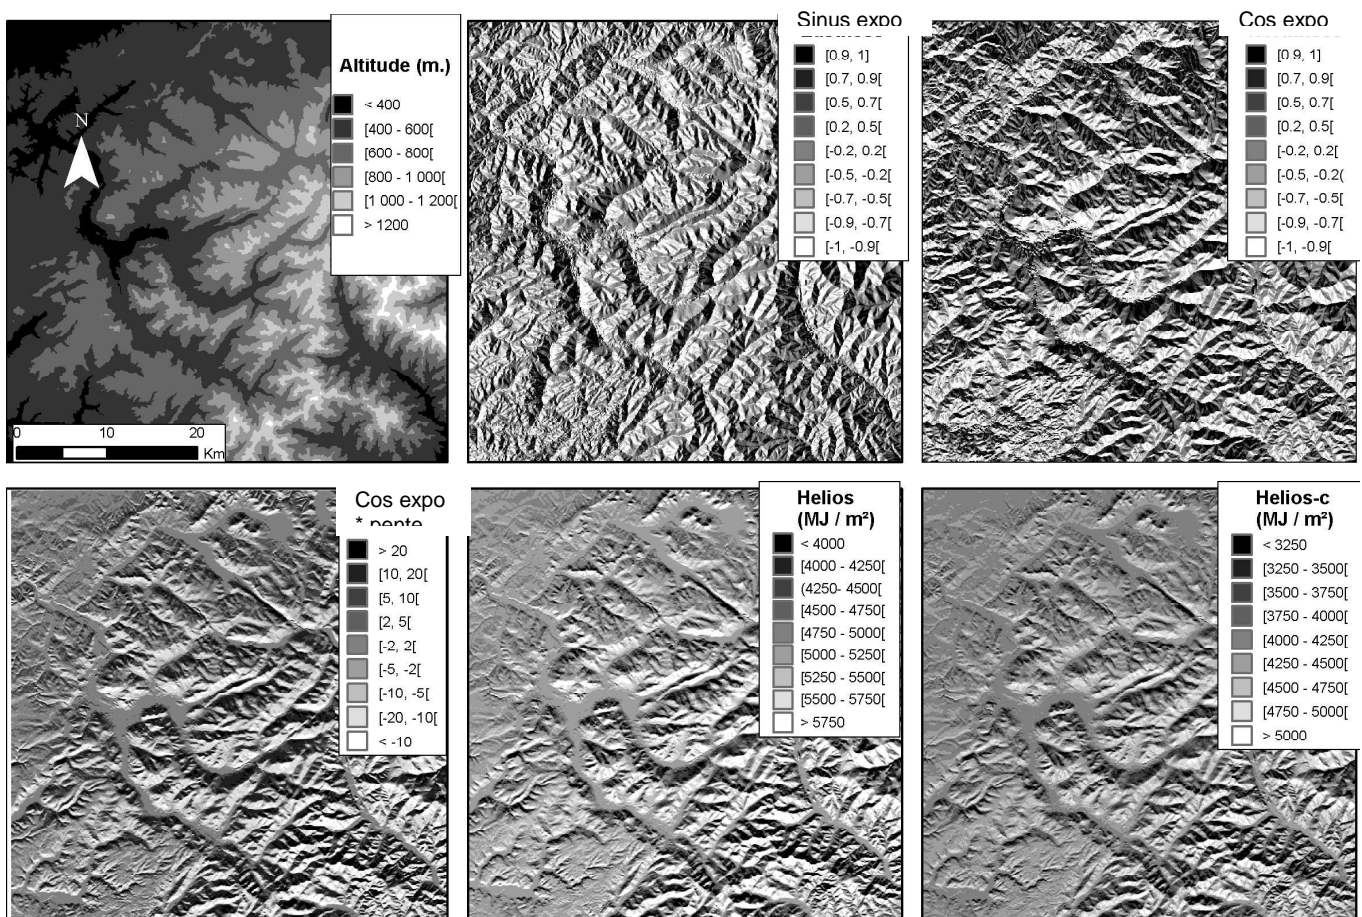 Altitude (m.)
< 400
[400 - 600[
[600 - 800[
[800 - 1 000[
[1 000 - 1 200[
> 1200
N
0 10 20
Km
Sinus expo
[0.9, 1]
[0.7, 0.9[
[0.5, 0.7[
[0.2, 0.5[
[-0.2, 0.2[
[-0.5, -0.2[
[-0.7, -0.5[
[-0.9, -0.7[
[-1, -0.9[
Cos expo
[0.9, 1]
[0.7, 0.9[
[0.5, 0.7[
[0.2, 0.5[
[-0.2, 0.2[
[-0.5, -0.2(
[-0.7, -0.5[
[-0.9, -0.7[
[-1, -0.9[
Cos expo
* pente
> 20
[10, 20[
[5, 10[
[2, 5[
[-2, 2[
[-5, -2[
[-10, -5[
[-20, -10[
< -10
Helios
(MJ / m²)
< 4000
[4000 - 4250[
(4250- 4500[
[4500 - 4750[
[4750 - 5000[
[5000 - 5250[
[5250 - 5500[
[5500 - 5750[
> 5750
Helios-c
(MJ / m²)
< 3250
[3250 - 3500[
[3500 - 3750[
[3750 - 4000[
[4000 - 4250[
[4250 - 4500[
[4500 - 4750[
[4750 - 5000[
> 5000